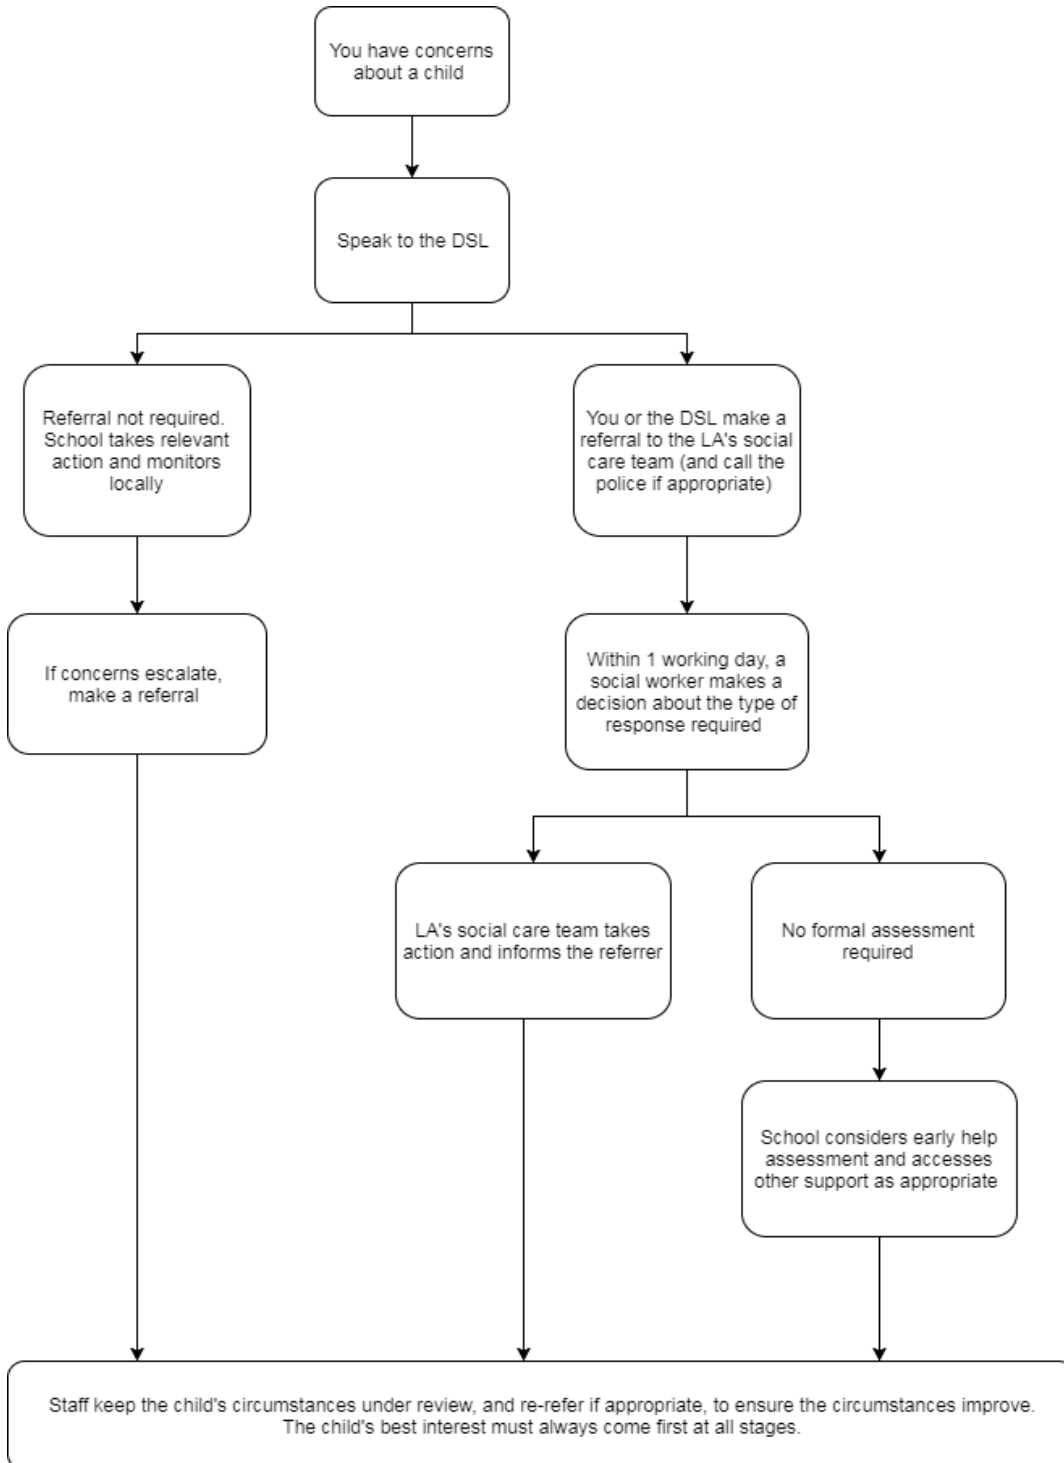 You have concerns
about a child
Speak to the DSL
Referral not required.
School takes relevant
action and monitors
locally
You or the DSL make a
referral to the LA's social
care team (and call the
police if appropriate)
If concerns escalate,
make a referral
Within 1 working day, a
social worker makes a
decision about the type of
response required
LA's social care team takes
action and informs the referrer
No formal assessment
required
School considers early help
assessment and accesses
other support as appropriate
Staff keep the child's circumstances under review, and re-refer if appropriate, to ensure the circumstances improve.
The child's best interest must always come first at all stages.